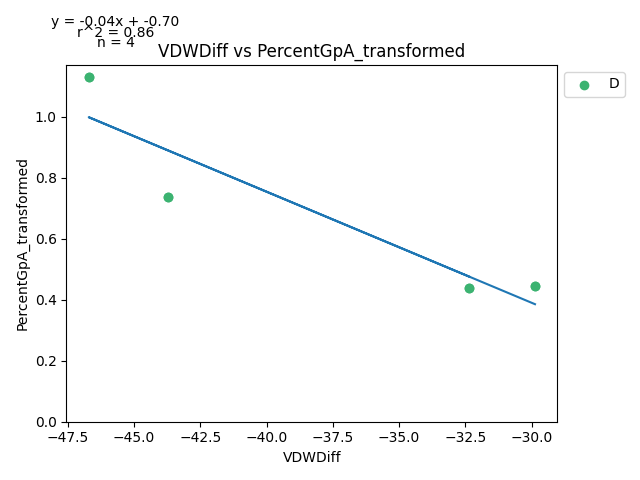 y = -0.04x + -0.70
r^2 = 0.86
n = 4
VDWDiff vs PercentGpA_transformed
D
PercentGpA_transformed
1.0
0.8
0.6
0.4
0.2
0.0
−47.5 −45.0 −42.5 −40.0 −37.5 −35.0 −32.5 −30.0
VDWDiff